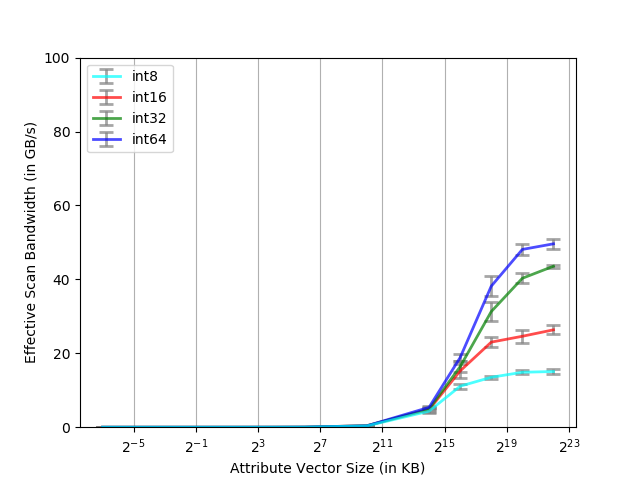 100
80
60
40
20
0
Effective Scan Bandwidth (in GB/s)
int8
int16
int32
int64
2^-5 2^-1 2^3 2^7 2^11 2^15 2^19 2^23
Attribute Vector Size (in KB)